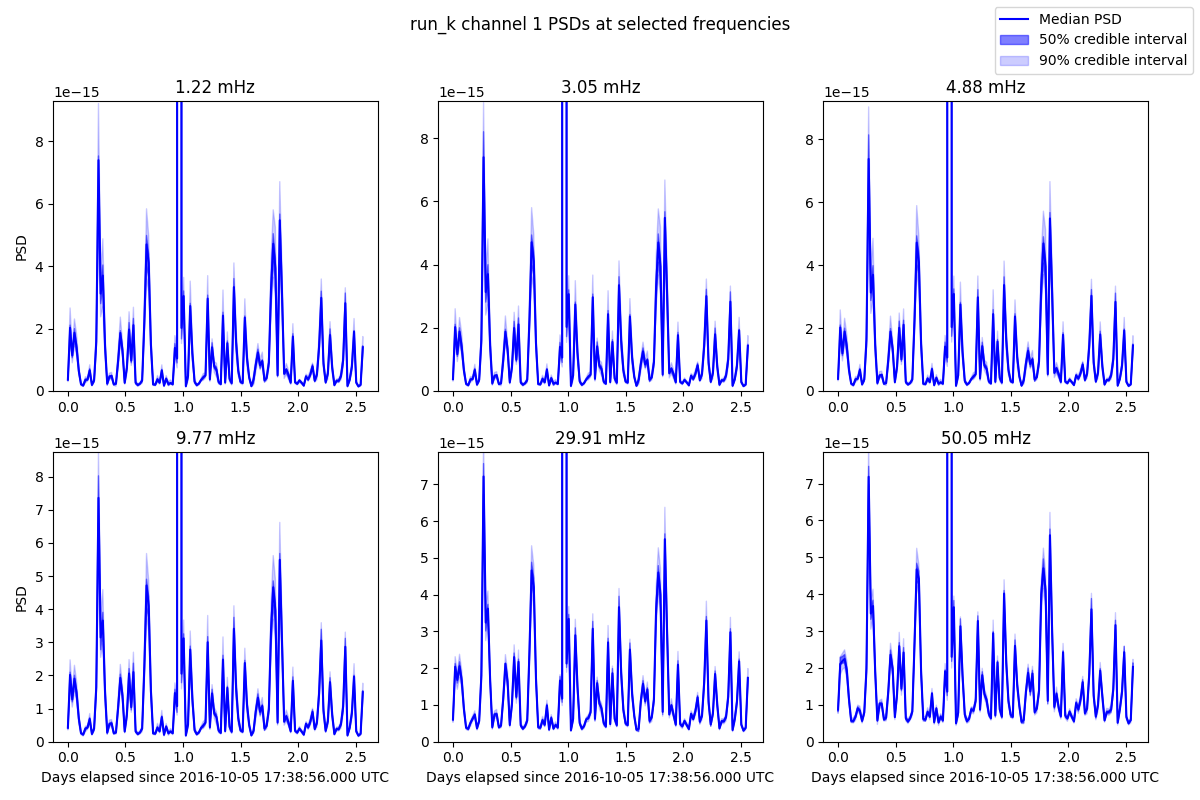 run_k channel 1 PSDs at selected frequencies
Median PSD
50% credible interval
90% credible interval
1.22 mHz
3.05 mHz
4.88 mHz
1e−15
1e−15
1e−15
8
6
4
2
0
PSD
0.0 0.5 1.0 1.5 2.0 2.5
8
6
4
2
0
0.0 0.5 1.0 1.5 2.0 2.5
8
6
4
2
0
0.0 0.5 1.0 1.5 2.0 2.5
9.77 mHz
29.91 mHz
50.05 mHz
1e−15
1e−15
1e−15
8
7
6
5
4
3
2
1
0
PSD
0.0 0.5 1.0 1.5 2.0 2.5
Days elapsed since 2016-10-05 17:38:56.000 UTC
7
6
5
4
3
2
1
0
0.0 0.5 1.0 1.5 2.0 2.5
Days elapsed since 2016-10-05 17:38:56.000 UTC
7
6
5
4
3
2
1
0
0.0 0.5 1.0 1.5 2.0 2.5
Days elapsed since 2016-10-05 17:38:56.000 UTC